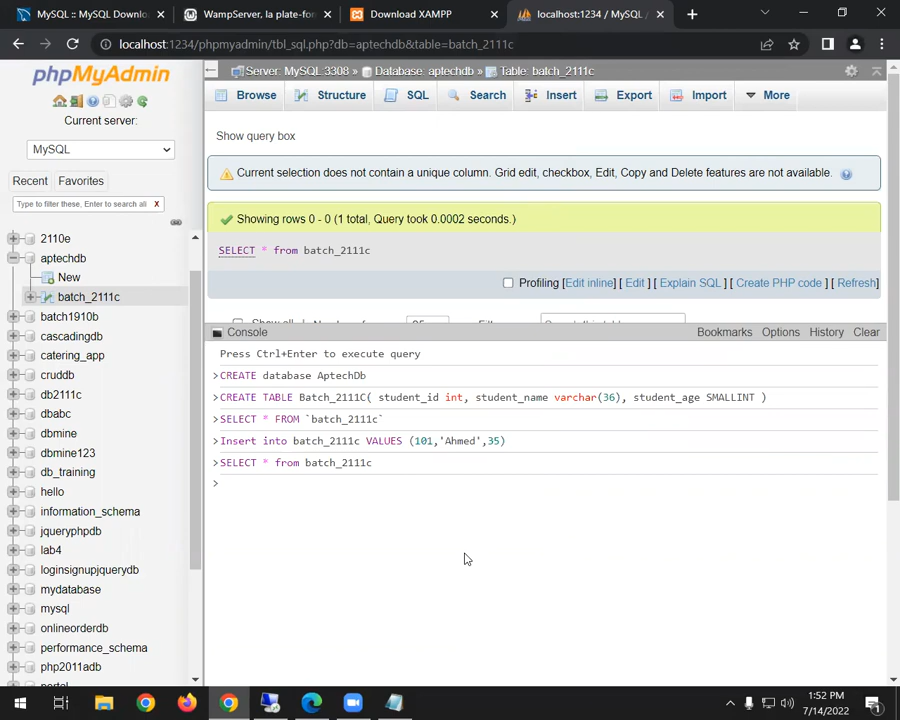 MySQL :: MySQL Downlo
WampServer, la plate-for
Download XAMPP
localhost:1234 / MySQL /
localhost:1234/phpmyadmin/tbl_sql.php?db=aptechdb&table=batch_2111c
phpMyAdmin
Current server:
MySQL
Recent
Favorites
Type to filter these, Enter to search all
X
2110e
aptechdb
New
batch_2111c
batch1910b
cascadingdb
catering_app
cruddb
db2111c
dbabc
dbmine
dbmine123
db_training
hello
information_schema
jqueryphpdb
lab4
loginsignupjquerydb
mydatabase
mysql
onlineorderdb
performance_schema
php2011adb
Server: MySQL:3308 » Database: aptechdb » Table: batch_2111c
Browse
Structure
SQL
Search
Insert
Export
Import
More
Show query box
Current selection does not contain a unique column. Grid edit, checkbox, Edit, Copy and Delete features are not available.
Showing rows 0 - 0 (1 total, Query took 0.0002 seconds.)
SELECT * from batch_2111c
Profiling [Edit inline] [ Edit ] [ Explain SQL ] [ Create PHP code ] [ Refresh]
Console
Bookmarks
Options
History
Clear
Press Ctrl+Enter to execute query
>CREATE database AptechDb
>CREATE TABLE Batch_2111C( student_id int, student_name varchar(36), student_age SMALLINT )
>SELECT * FROM `batch_2111c`
>Insert into batch_2111c VALUES (101,'Ahmed',35)
>SELECT * from batch_2111c
>
1:52 PM
7/14/2022
1